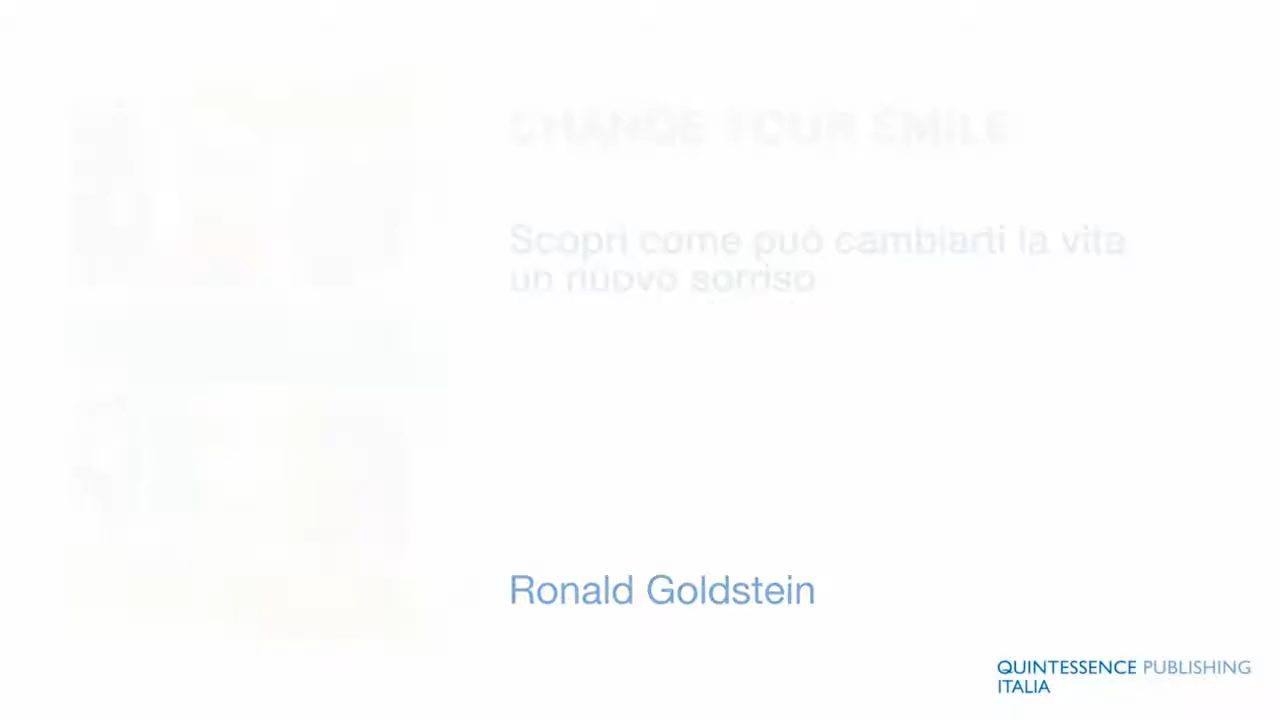 CHANGE YOUR SMILE
Scopri come può cambiarti la vita
un nuovo sorriso
Ronald Goldstein
QUINTESSENCE PUBLISHING
ITALIA